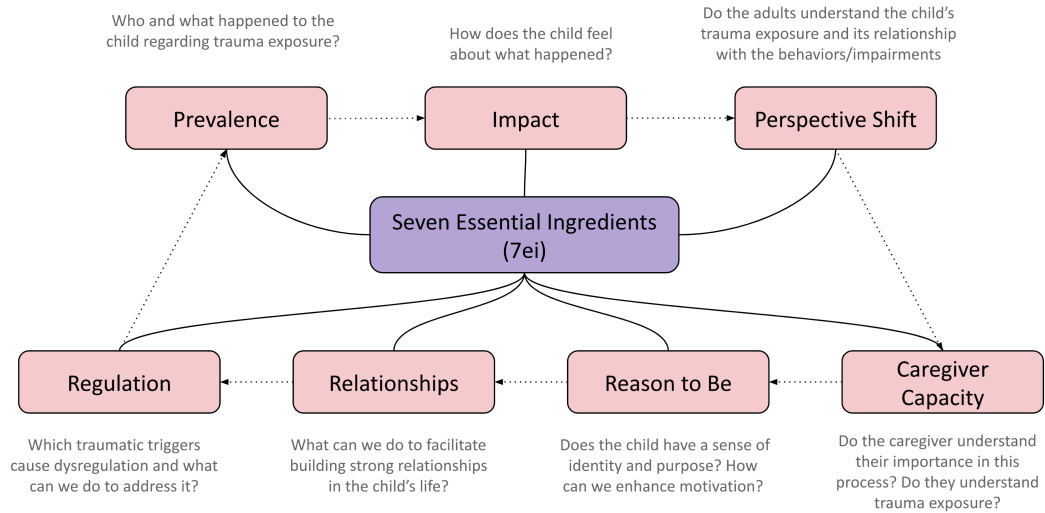 Who and what happened to the
child regarding trauma exposure?
How does the child feel
about what happened?
Do the adults understand the child's
trauma exposure and its relationship
with the behaviors/impairments
Prevalence
Impact
Perspective Shift
Seven Essential Ingredients
(7ei)
Regulation
Relationships
Reason to Be
Caregiver
Capacity
Which traumatic triggers
cause dysregulation and what
can we do to address it?
What can we do to facilitate
building strong relationships
in the child's life?
Does the child have a sense of
identity and purpose? How
can we enhance motivation?
Do the caregiver understand
their importance in this
process? Do they understand
trauma exposure?